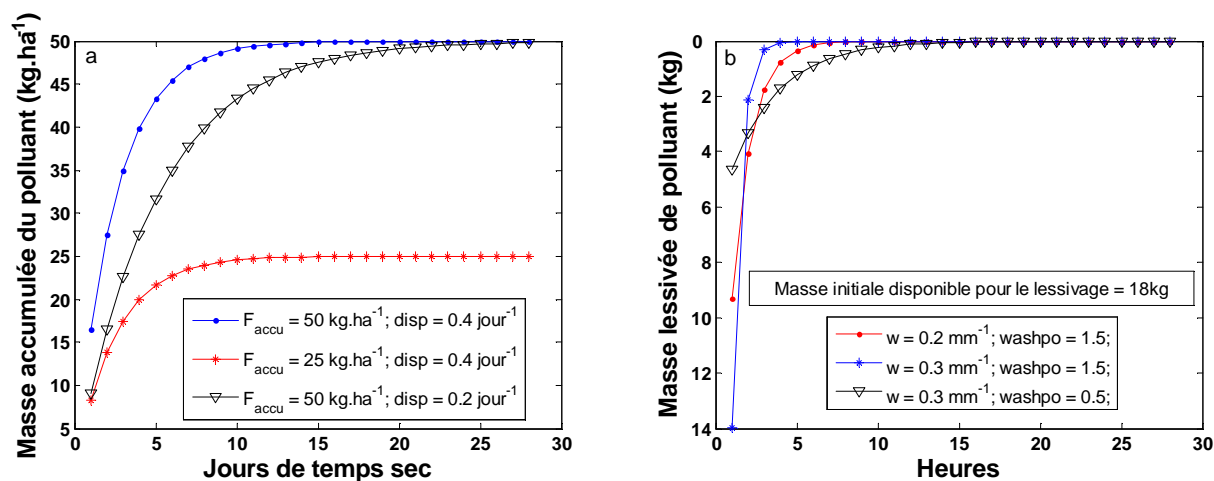 Masse accumulée du polluant (kg.ha-1)
50
45
40
35
30
25
20
15
10
5
a
F_accu = 50 kg.ha-1; disp = 0.4 jour-1
F_accu = 25 kg.ha-1; disp = 0.4 jour-1
F_accu = 50 kg.ha-1; disp = 0.2 jour-1
0 5 10 15 20 25 30
Jours de temps sec
Masse lessivée de polluant (kg)
0
2
4
6
8
10
12
14
b
Masse initiale disponible pour le lessivage = 18kg
w = 0.2 mm-1; washpo = 1.5;
w = 0.3 mm-1; washpo = 1.5;
w = 0.3 mm-1; washpo = 0.5;
0 5 10 15 20 25 30
Heures